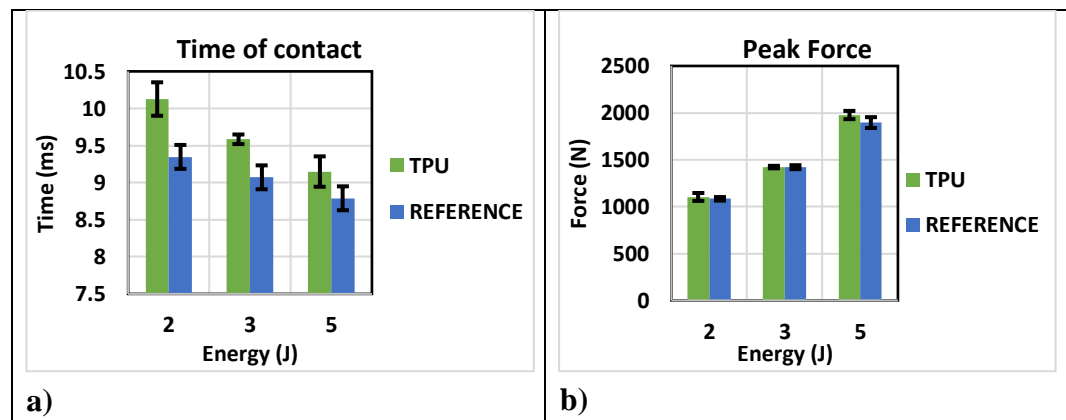 Time of contact
10.5
10
9.5
9
8.5
8
7.5
Time (ms)
2 3 5
Energy (J)
TPU
REFERENCE
a)
Peak Force
2500
2000
1500
1000
500
0
Force (N)
2 3 5
Energy (J)
TPU
REFERENCE
b)